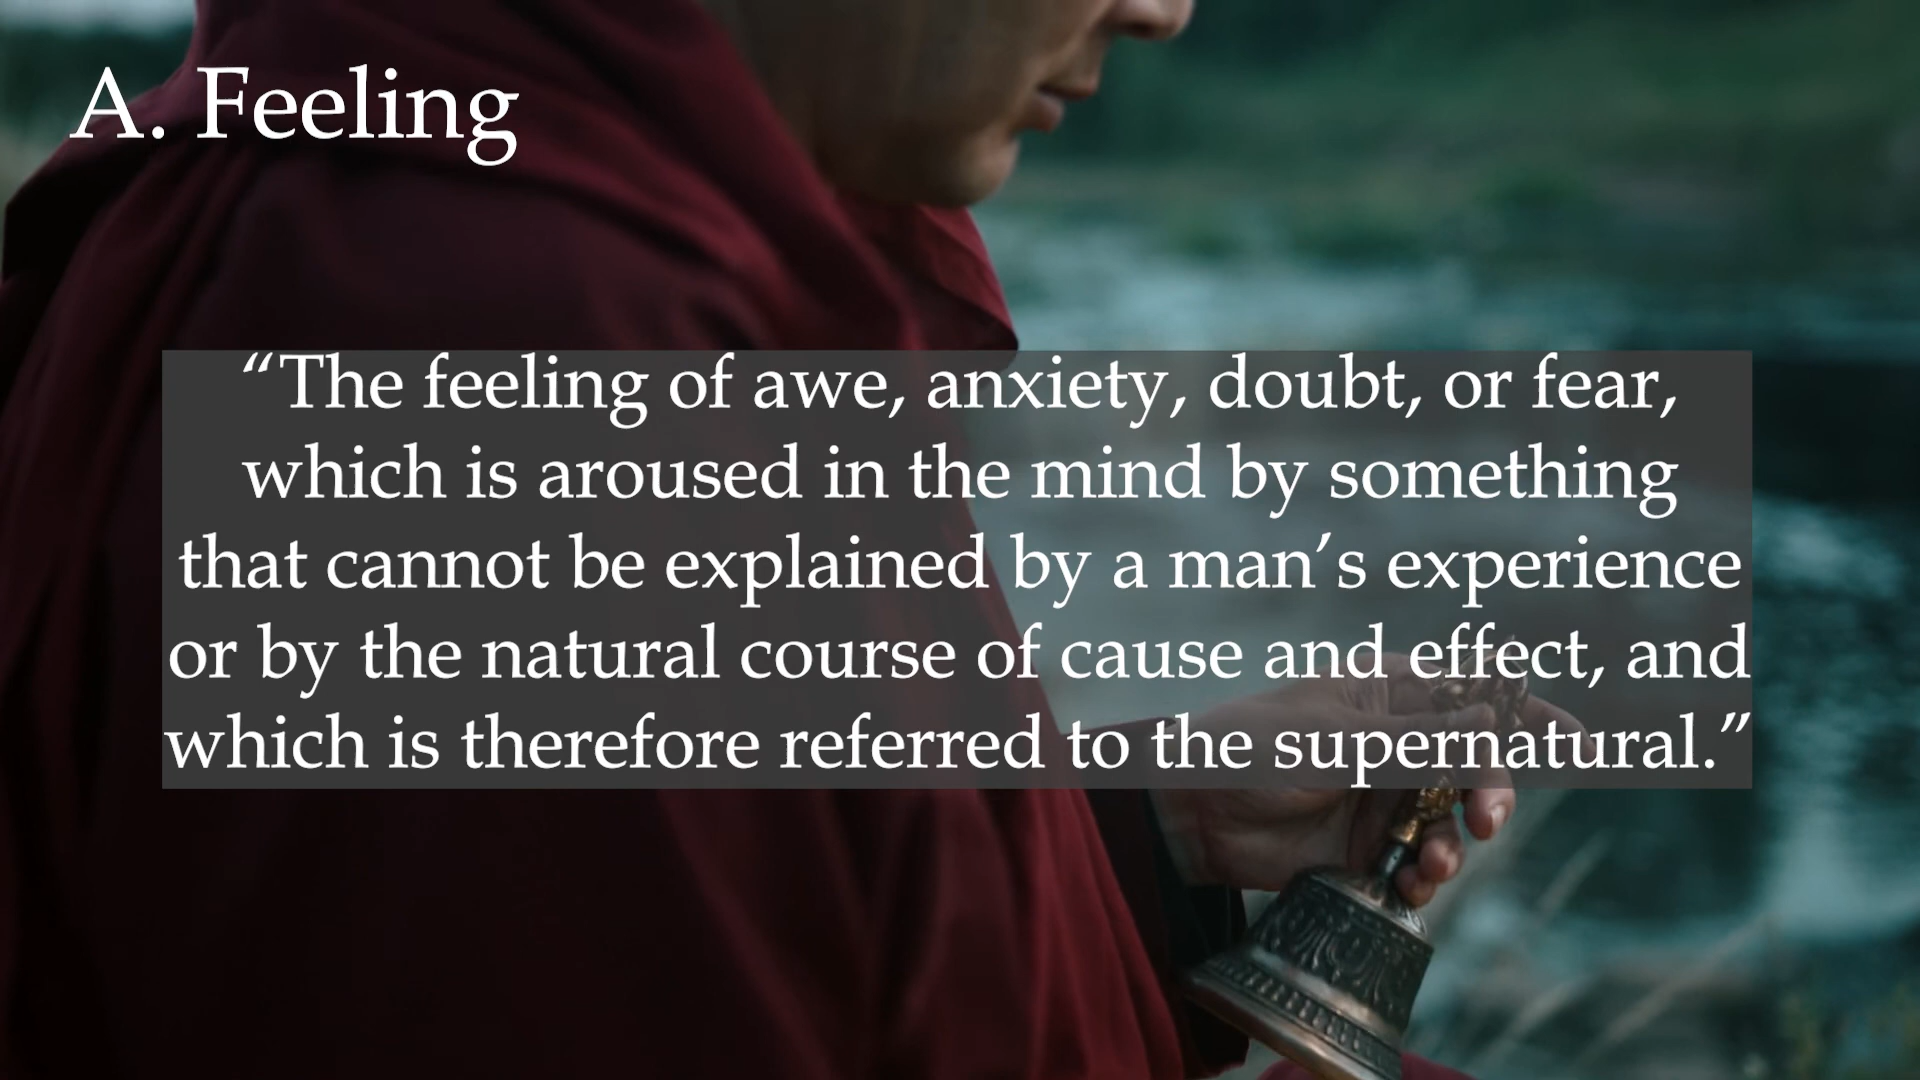 A. Feeling
“The feeling of awe, anxiety, doubt, or fear,
which is aroused in the mind by something
that cannot be explained by a man’s experience
or by the natural course of cause and effect, and
which is therefore referred to the supernatural.”